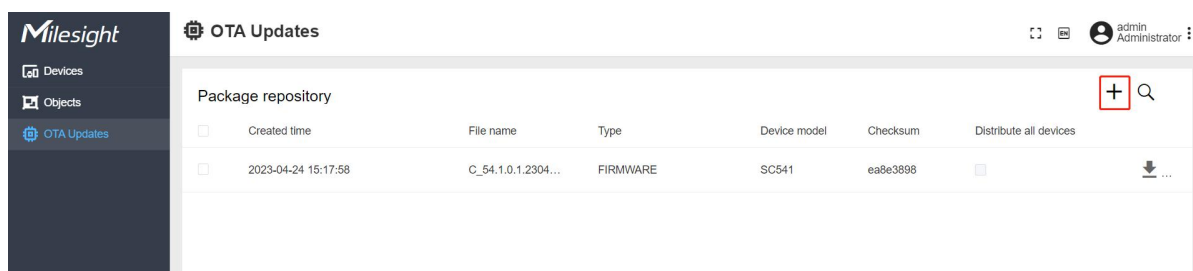 Milesight
OTA Updates
EN
admin
Administrator
Devices
Objects
OTA Updates
Package repository
Created time File name Type Device model Checksum Distribute all devices
2023-04-24 15:17:58 C_54.1.0.1.2304... FIRMWARE SC541 ea8e3898 ...